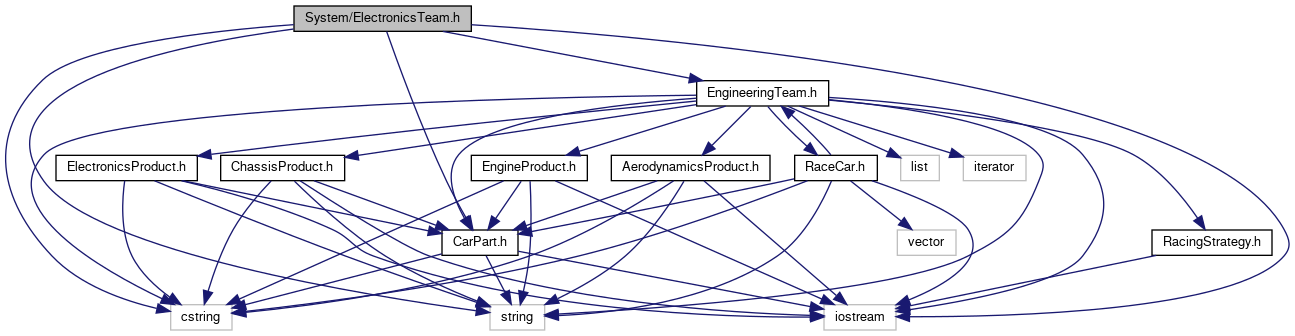 System/ElectronicsTeam.h
EngineeringTeam.h
ElectronicsProduct.h
ChassisProduct.h
EngineProduct.h
AerodynamicsProduct.h
RaceCar.h
list
iterator
CarPart.h
vector
RacingStrategy.h
cstring
string
iostream